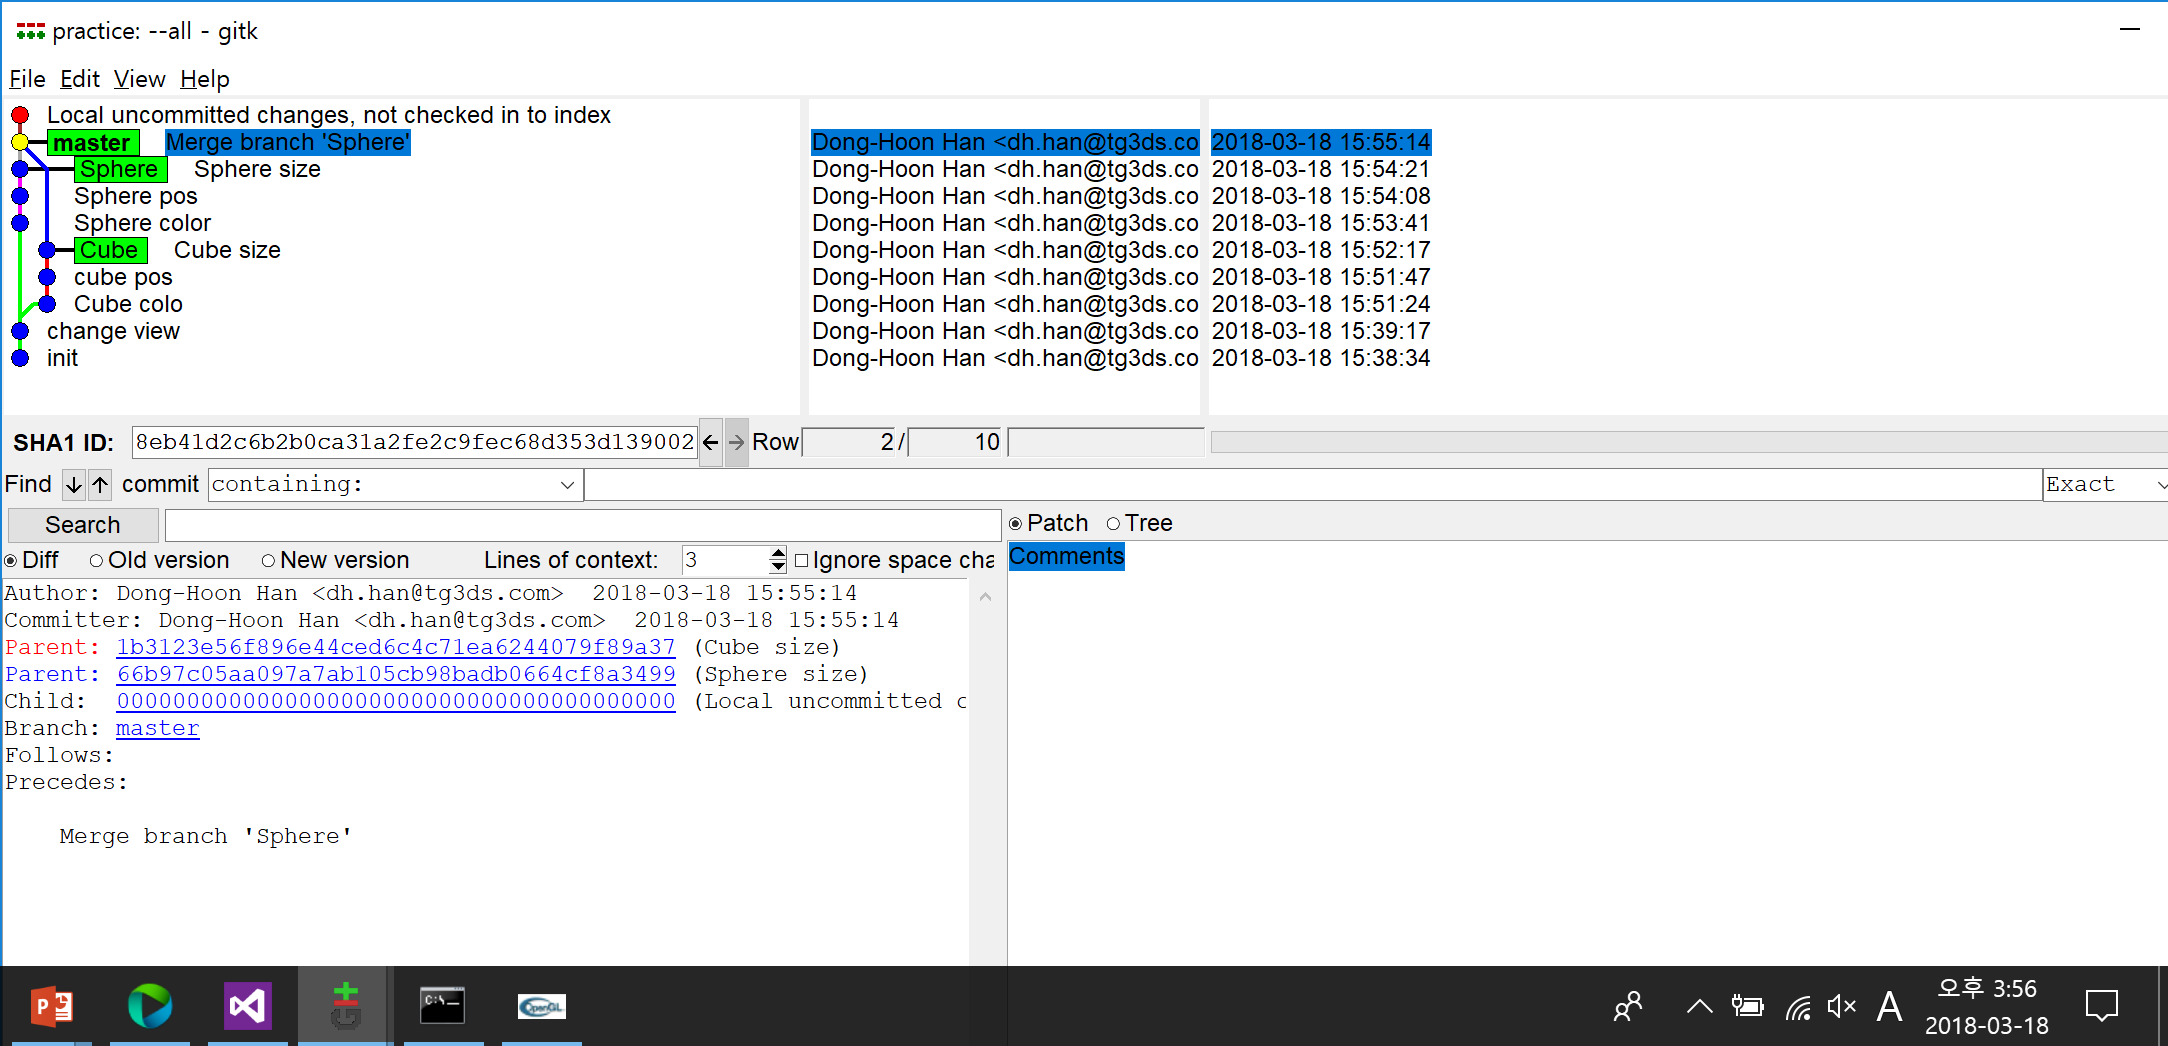 practice: --all - gitk
File Edit View Help
Local uncommitted changes, not checked in to index
master Merge branch 'Sphere' Dong-Hoon Han <dh.han@tg3ds.co 2018-03-18 15:55:14
Sphere Sphere size Dong-Hoon Han <dh.han@tg3ds.co 2018-03-18 15:54:21
Sphere pos Dong-Hoon Han <dh.han@tg3ds.co 2018-03-18 15:54:08
Sphere color Dong-Hoon Han <dh.han@tg3ds.co 2018-03-18 15:53:41
Cube Cube size Dong-Hoon Han <dh.han@tg3ds.co 2018-03-18 15:52:17
cube pos Dong-Hoon Han <dh.han@tg3ds.co 2018-03-18 15:51:47
Cube colo Dong-Hoon Han <dh.han@tg3ds.co 2018-03-18 15:51:24
change view Dong-Hoon Han <dh.han@tg3ds.co 2018-03-18 15:39:17
init Dong-Hoon Han <dh.han@tg3ds.co 2018-03-18 15:38:34
SHA1 ID: 8eb41d2c6b2b0ca31a2fe2c9fec68d353d139002 ← → Row 2 / 10
Find ↓ ↑ commit containing: Exact
Search Patch Tree
Diff Old version New version Lines of context: 3 Ignore space cha
Comments
Author: Dong-Hoon Han <dh.han@tg3ds.com> 2018-03-18 15:55:14
Committer: Dong-Hoon Han <dh.han@tg3ds.com> 2018-03-18 15:55:14
Parent: 1b3123e56f896e44ced6c4c71ea6244079f89a37 (Cube size)
Parent: 66b97c05aa097a7ab105cb98badb0664cf8a3499 (Sphere size)
Child: 0000000000000000000000000000000000000000 (Local uncommitted c
Branch: master
Follows:
Precedes:
Merge branch 'Sphere'
C:\_
OpenGL
A
오후 3:56
2018-03-18